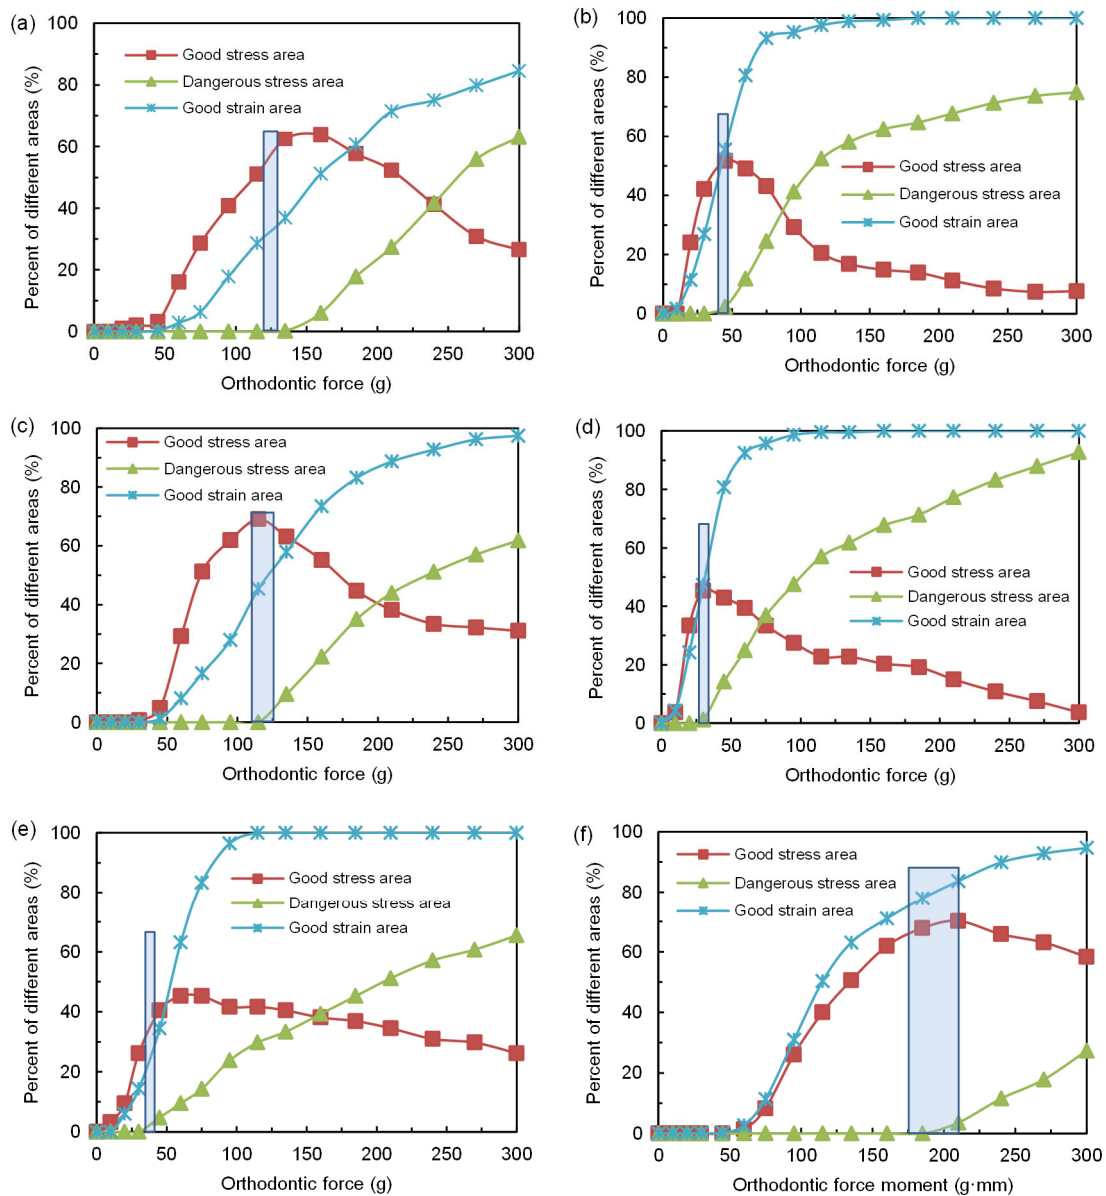 (a)
Percent of different areas (%)
100
80
60
40
20
0
Good stress area
Dangerous stress area
Good strain area
0 50 100 150 200 250 300
Orthodontic force (g)
(b)
Percent of different areas (%)
100
80
60
40
20
0
Good stress area
Dangerous stress area
Good strain area
0 50 100 150 200 250 300
Orthodontic force (g)
(c)
Percent of different areas (%)
100
80
60
40
20
0
Good stress area
Dangerous stress area
Good strain area
0 50 100 150 200 250 300
Orthodontic force (g)
(d)
Percent of different areas (%)
100
80
60
40
20
0
Good stress area
Dangerous stress area
Good strain area
0 50 100 150 200 250 300
Orthodontic force (g)
(e)
Percent of different areas (%)
100
80
60
40
20
0
Good stress area
Dangerous stress area
Good strain area
0 50 100 150 200 250 300
Orthodontic force (g)
(f)
Percent of different areas (%)
100
80
60
40
20
0
Good stress area
Dangerous stress area
Good strain area
0 50 100 150 200 250 300
Orthodontic force moment (g·mm)